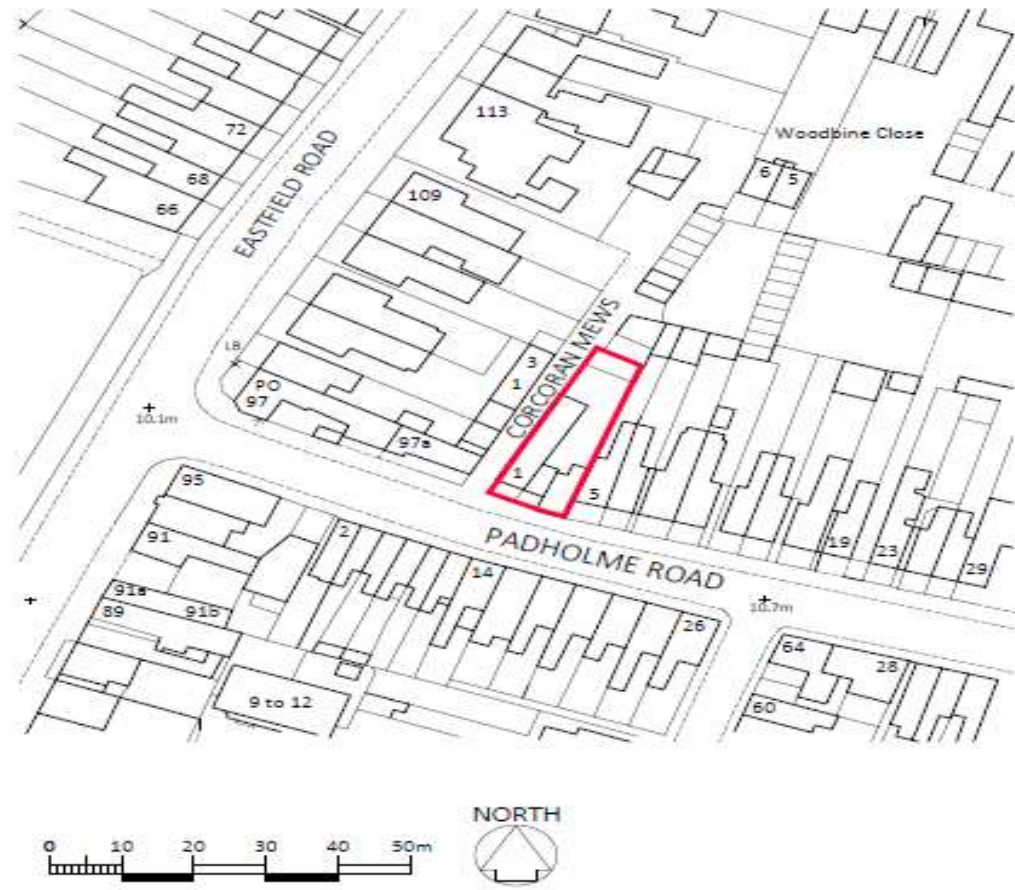 113
Woodbine Close
72
6
5
68
109
66
EASTFIELD ROAD
CORCORAN MEWS
LB
3
1
PO
97
10.1m
97a
1
5
95
PADHOLME ROAD
91
2
19
23
14
29
91a
89
91b
10.7m
26
64
28
9 to 12
60
NORTH
0 10 20 30 40 50m